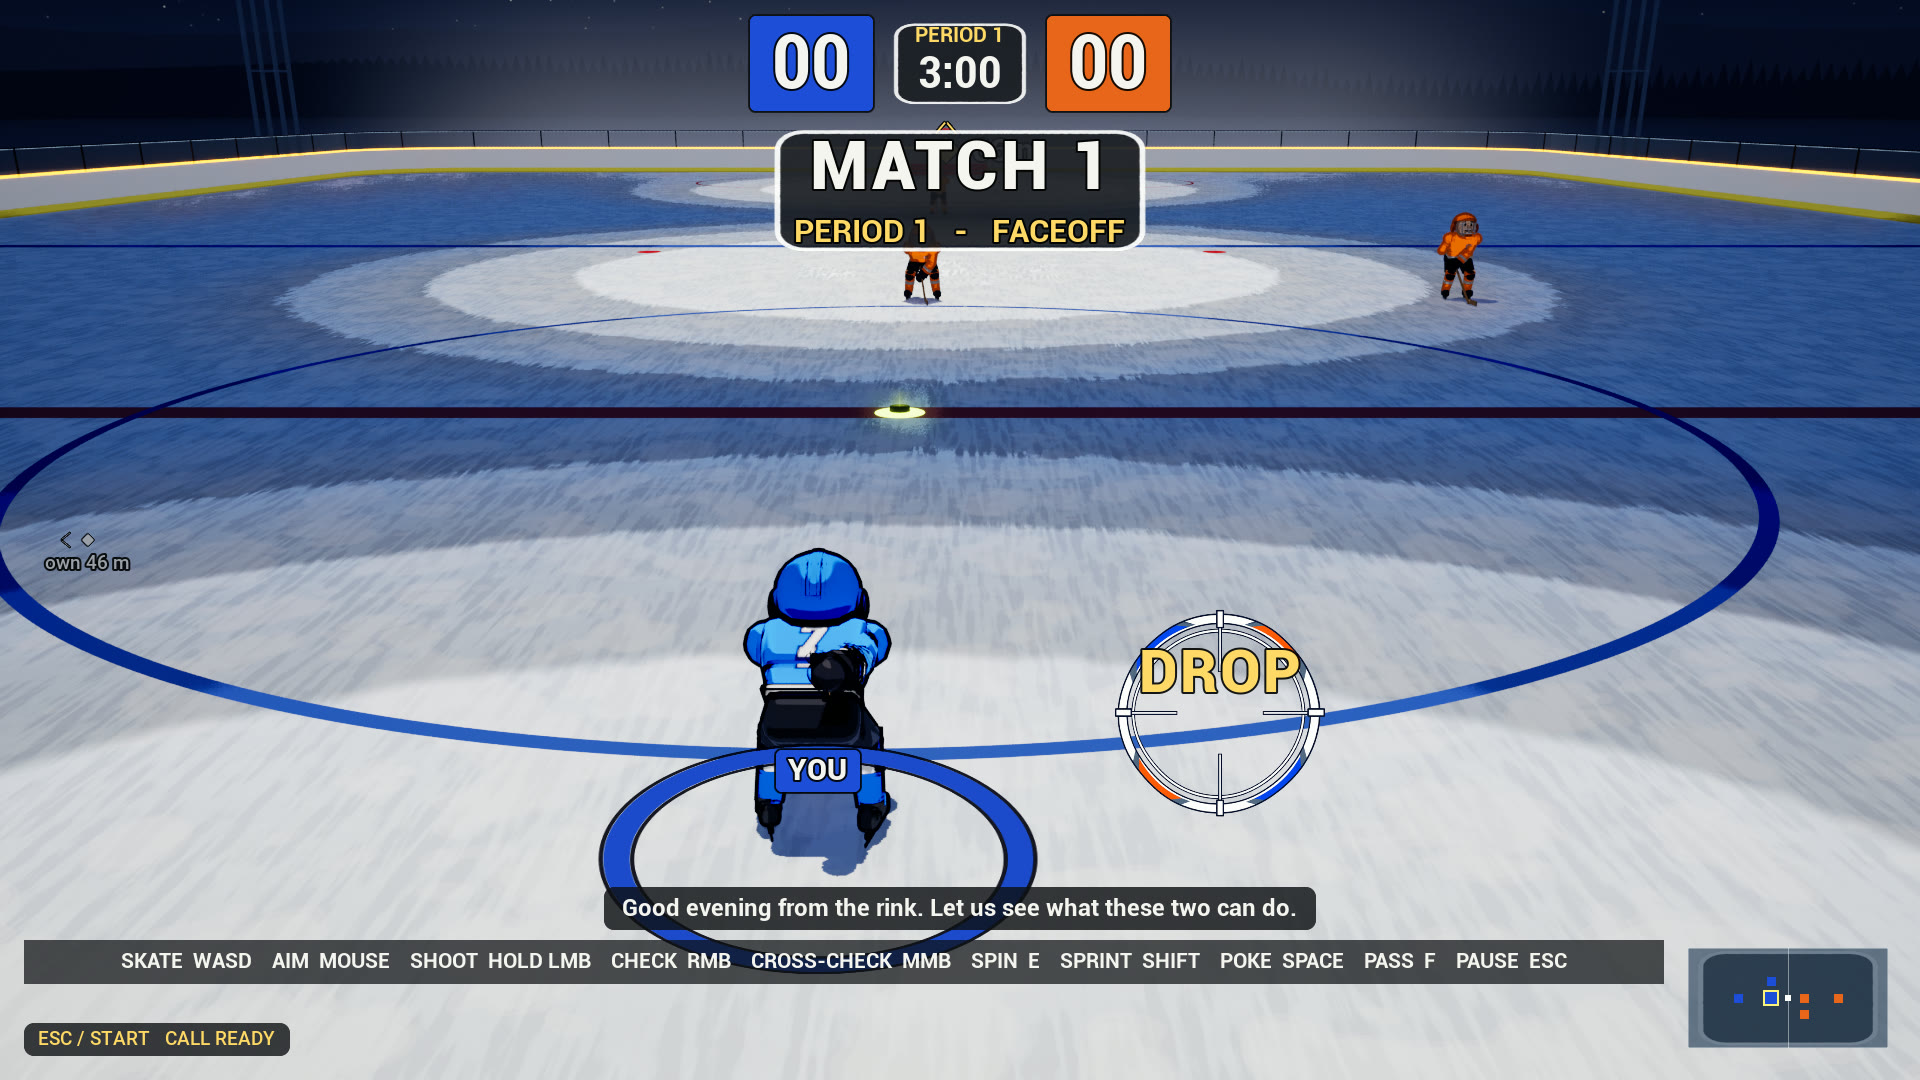 00
PERIOD 1
3:00
00
MATCH 1
PERIOD 1 - FACEOFF
own 46 m
7
DROP
YOU
Good evening from the rink. Let us see what these two can do.
SKATE WASD AIM MOUSE SHOOT HOLD LMB CHECK RMB CROSS-CHECK MMB SPIN E SPRINT SHIFT POKE SPACE PASS F PAUSE ESC
ESC / START CALL READY